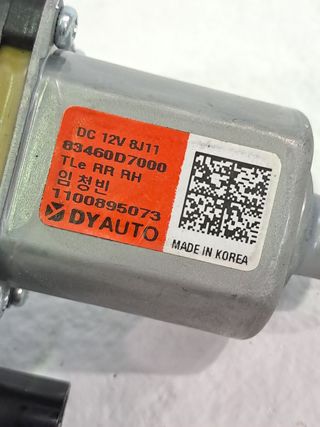 DC 12V 8J11
83460D7000
TLe RR RH
임청빈
1100895073
DYAUTO
MADE IN KOREA